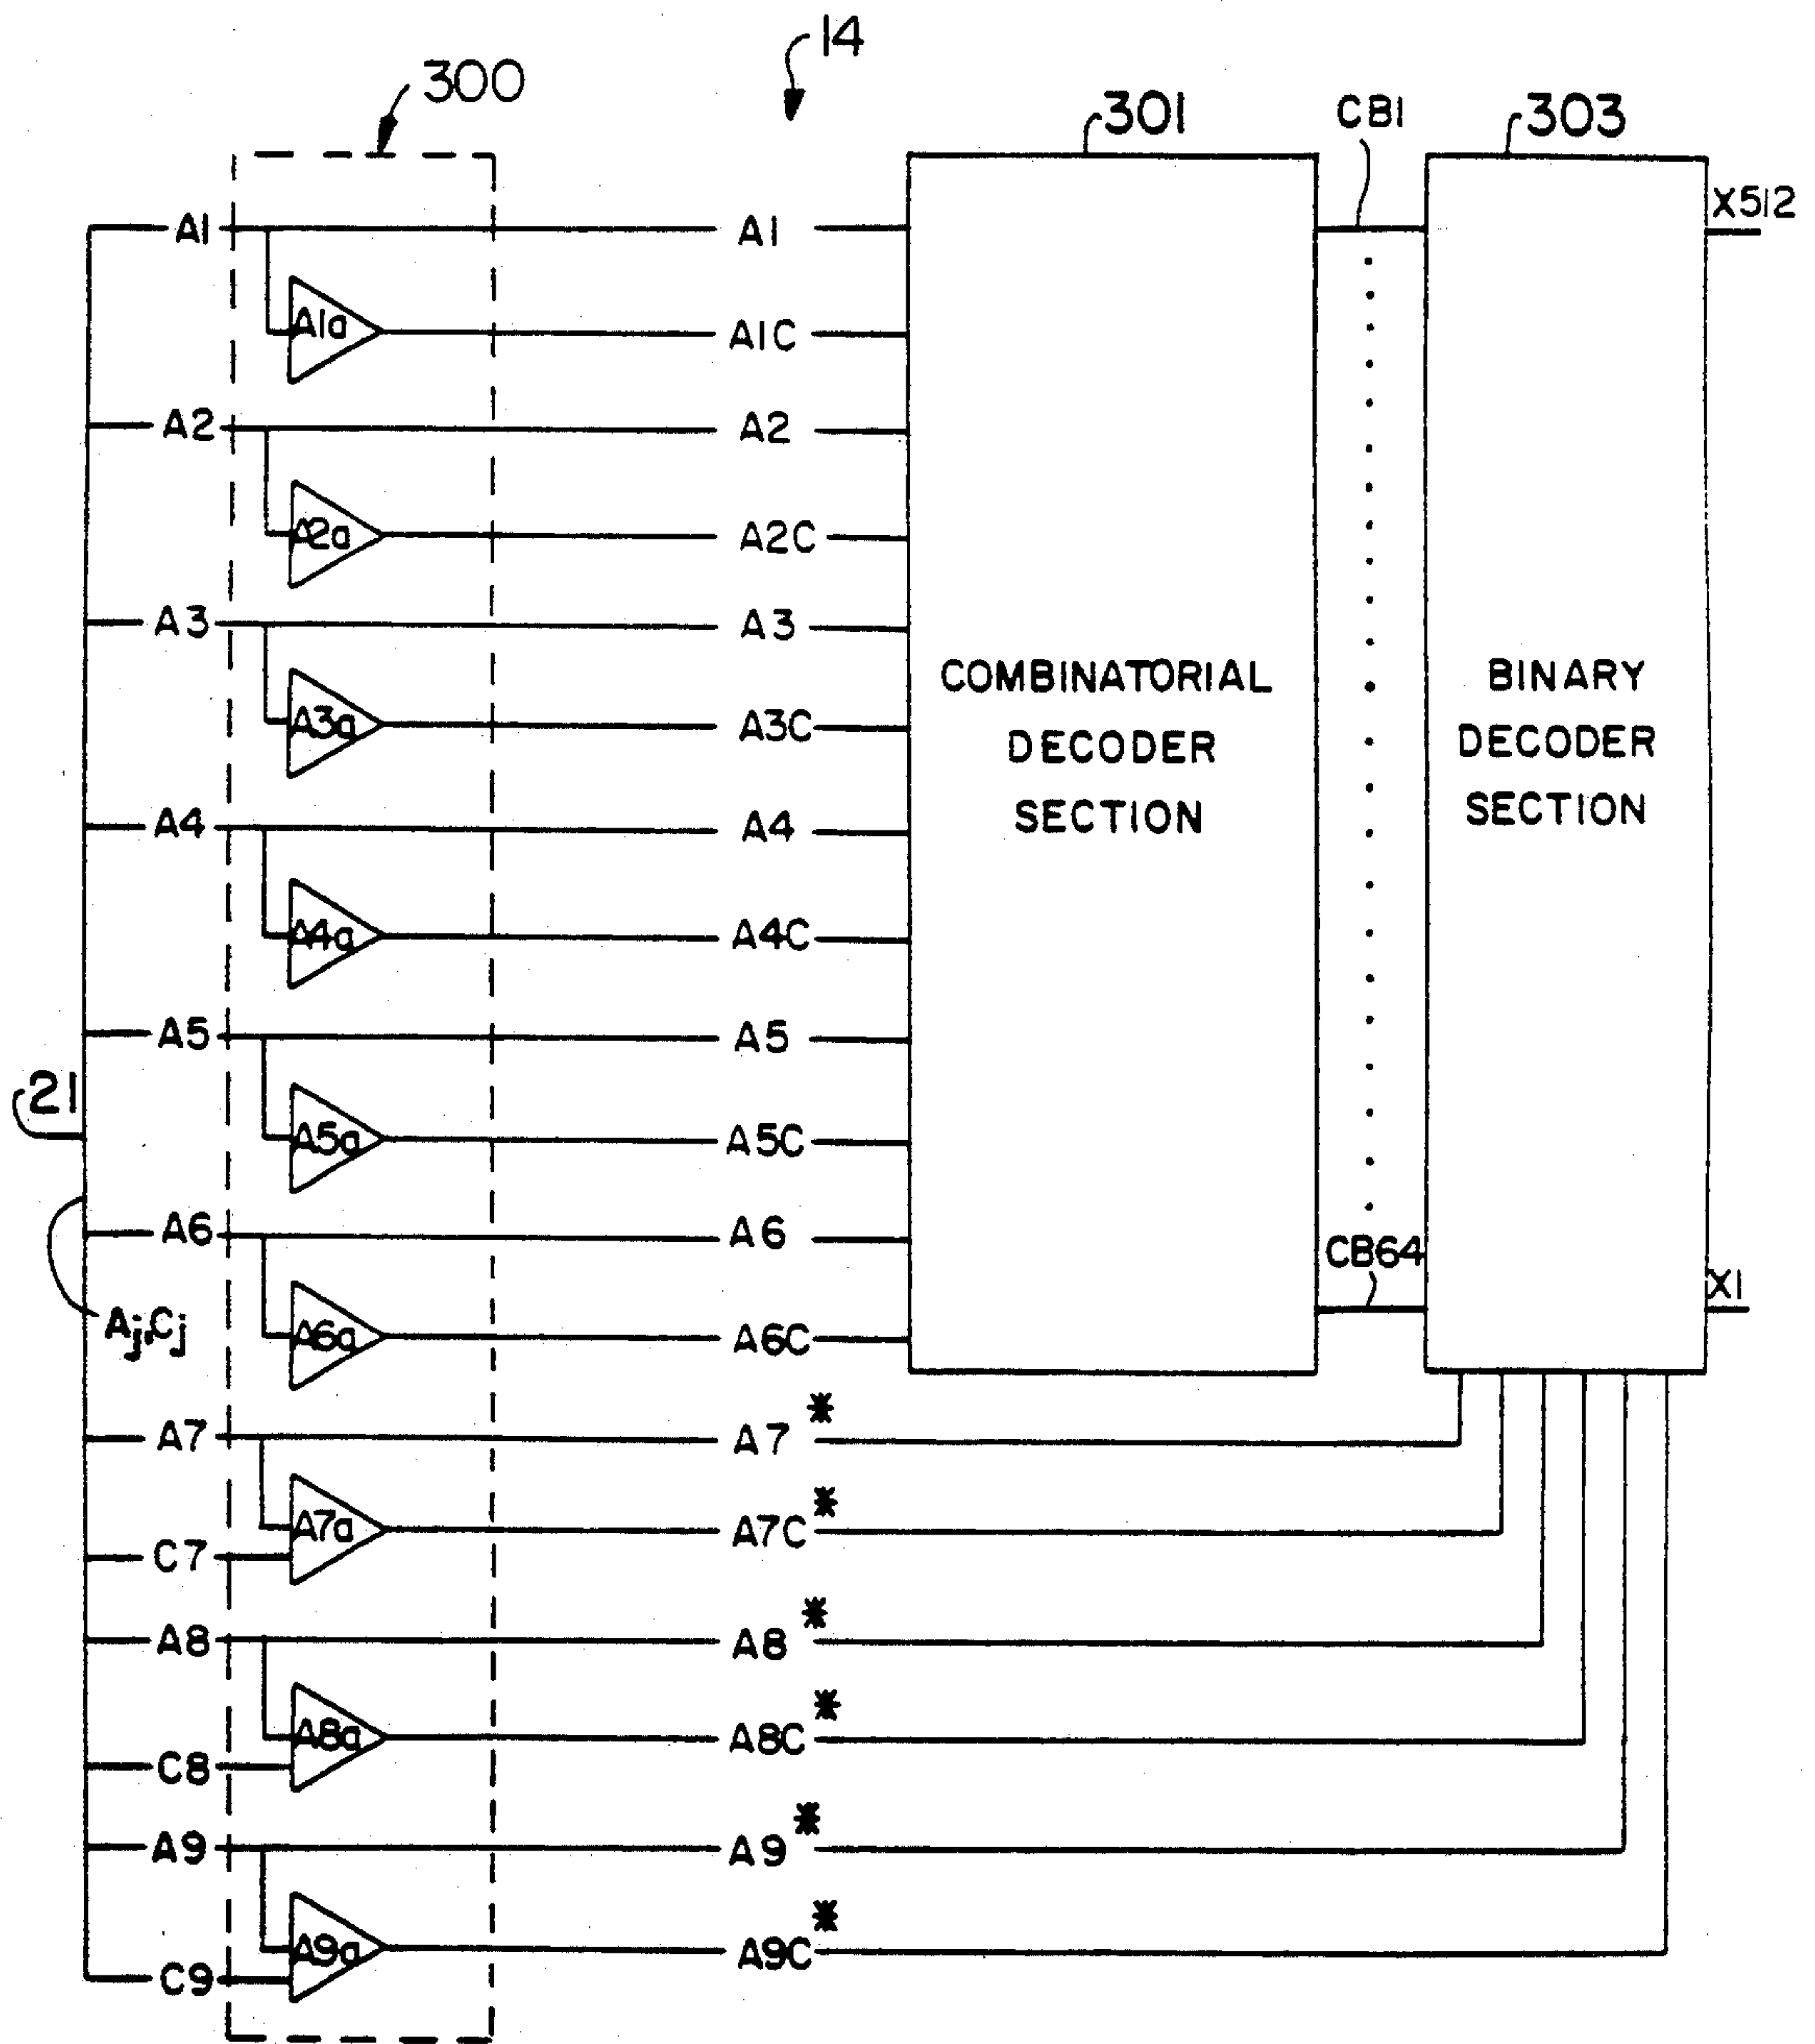 14
300
301
CB1
303
X512
A1
A1
A1a
A1C
A2
A2
A2a
A2C
A3
A3
A3a
A3C
COMBINATORIAL
DECODER
SECTION
BINARY
DECODER
SECTION
A4
A4
A4a
A4C
A5
A5
21
A5a
A5C
A6
A6
CB64
X1
Aj,Cj
A6a
A6C
A7
A7*
A7a
A7C*
C7
A8
A8*
A8a
A8C*
C8
A9
A9*
A9a
A9C*
C9